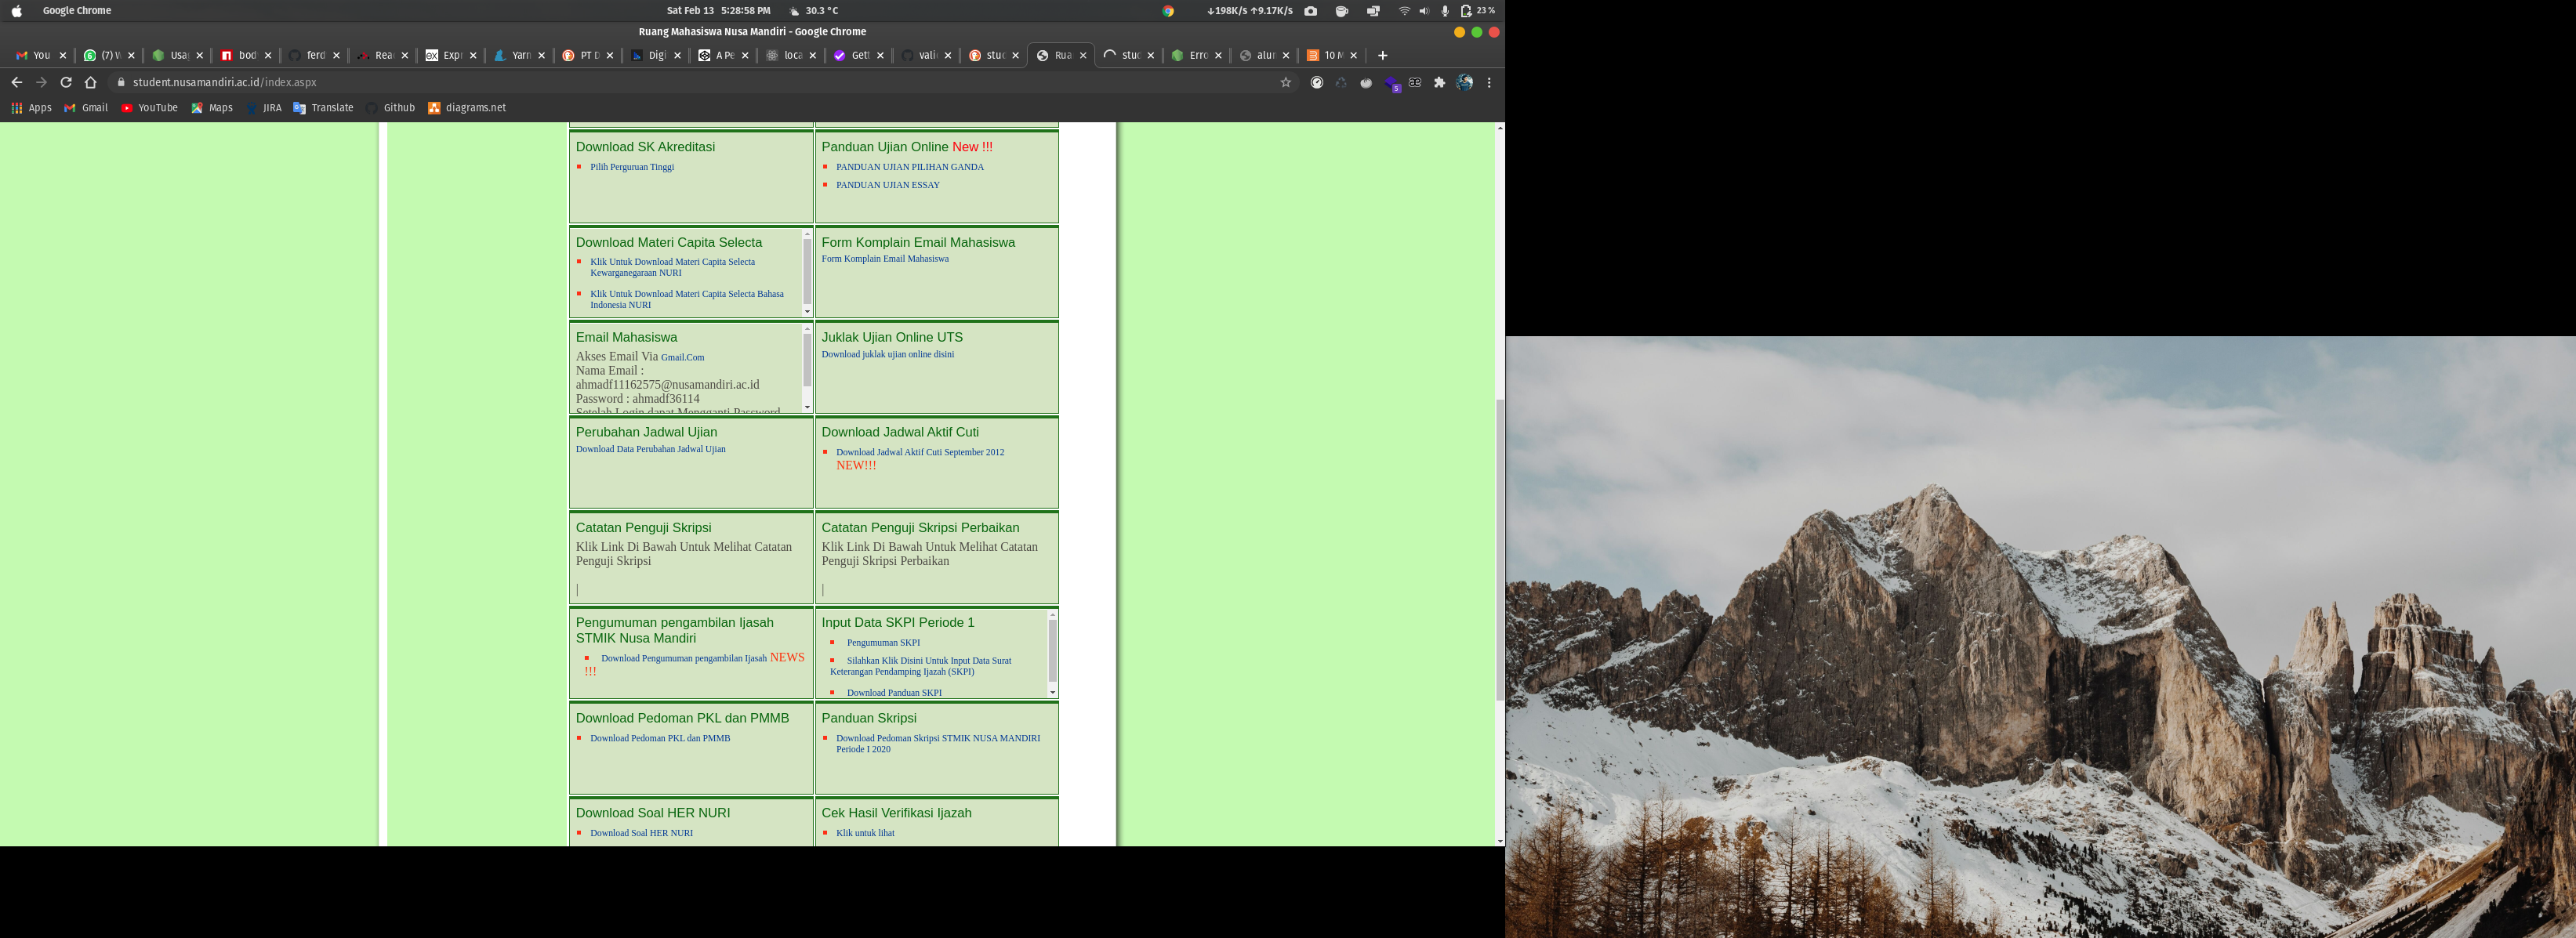 Google Chrome
Sat Feb 13 5:28:58 PM
30.3 °C
↓198K/s ↑9.17K/s
23 %
Ruang Mahasiswa Nusa Mandiri - Google Chrome
You
(7) W
Usa
bod
ferd
Rea
Expr
Yarn
PT D
Digi
A Pe
loca
Gett
vali
stud
Rua
stud
Erro
alur
10 M
student.nusamandiri.ac.id/index.aspx
5
Apps
Gmail
YouTube
Maps
JIRA
Translate
Github
diagrams.net
Download SK Akreditasi
Pilih Perguruan Tinggi
Panduan Ujian Online New !!!
PANDUAN UJIAN PILIHAN GANDA
PANDUAN UJIAN ESSAY
Download Materi Capita Selecta
Klik Untuk Download Materi Capita Selecta
Kewarganegaraan NURI
Klik Untuk Download Materi Capita Selecta Bahasa
Indonesia NURI
Form Komplain Email Mahasiswa
Form Komplain Email Mahasiswa
Email Mahasiswa
Akses Email Via Gmail.Com
Nama Email :
ahmadf11162575@nusamandiri.ac.id
Password : ahmadf36114
Setelah Login dapat Mengganti Password
Juklak Ujian Online UTS
Download juklak ujian online disini
Perubahan Jadwal Ujian
Download Data Perubahan Jadwal Ujian
Download Jadwal Aktif Cuti
Download Jadwal Aktif Cuti September 2012
NEW!!!
Catatan Penguji Skripsi
Klik Link Di Bawah Untuk Melihat Catatan
Penguji Skripsi
|
Catatan Penguji Skripsi Perbaikan
Klik Link Di Bawah Untuk Melihat Catatan
Penguji Skripsi Perbaikan
|
Pengumuman pengambilan Ijasah
STMIK Nusa Mandiri
Download Pengumuman pengambilan Ijasah NEWS
!!!
Input Data SKPI Periode 1
Pengumuman SKPI
Silahkan Klik Disini Untuk Input Data Surat
Keterangan Pendamping Ijazah (SKPI)
Download Panduan SKPI
Download Pedoman PKL dan PMMB
Download Pedoman PKL dan PMMB
Panduan Skripsi
Download Pedoman Skripsi STMIK NUSA MANDIRI
Periode I 2020
Download Soal HER NURI
Download Soal HER NURI
Cek Hasil Verifikasi Ijazah
Klik untuk lihat